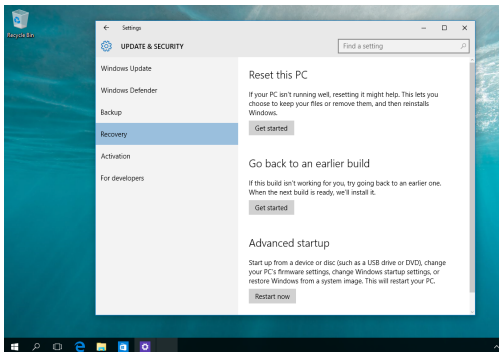 Recycle Bin
Settings
UPDATE & SECURITY
Find a setting
Windows Update
Windows Defender
Backup
Recovery
Activation
For developers
Reset this PC
If your PC isn't running well, resetting it might help. This lets you
choose to keep your files or remove them, and then reinstalls
Windows.
Get started
Go back to an earlier build
If this build isn't working for you, try going back to an earlier one.
When the next build is ready, we'll install it.
Get started
Advanced startup
Start up from a device or disc (such as a USB drive or DVD), change
your PC's firmware settings, change Windows startup settings, or
restore Windows from a system image. This will restart your PC.
Restart now